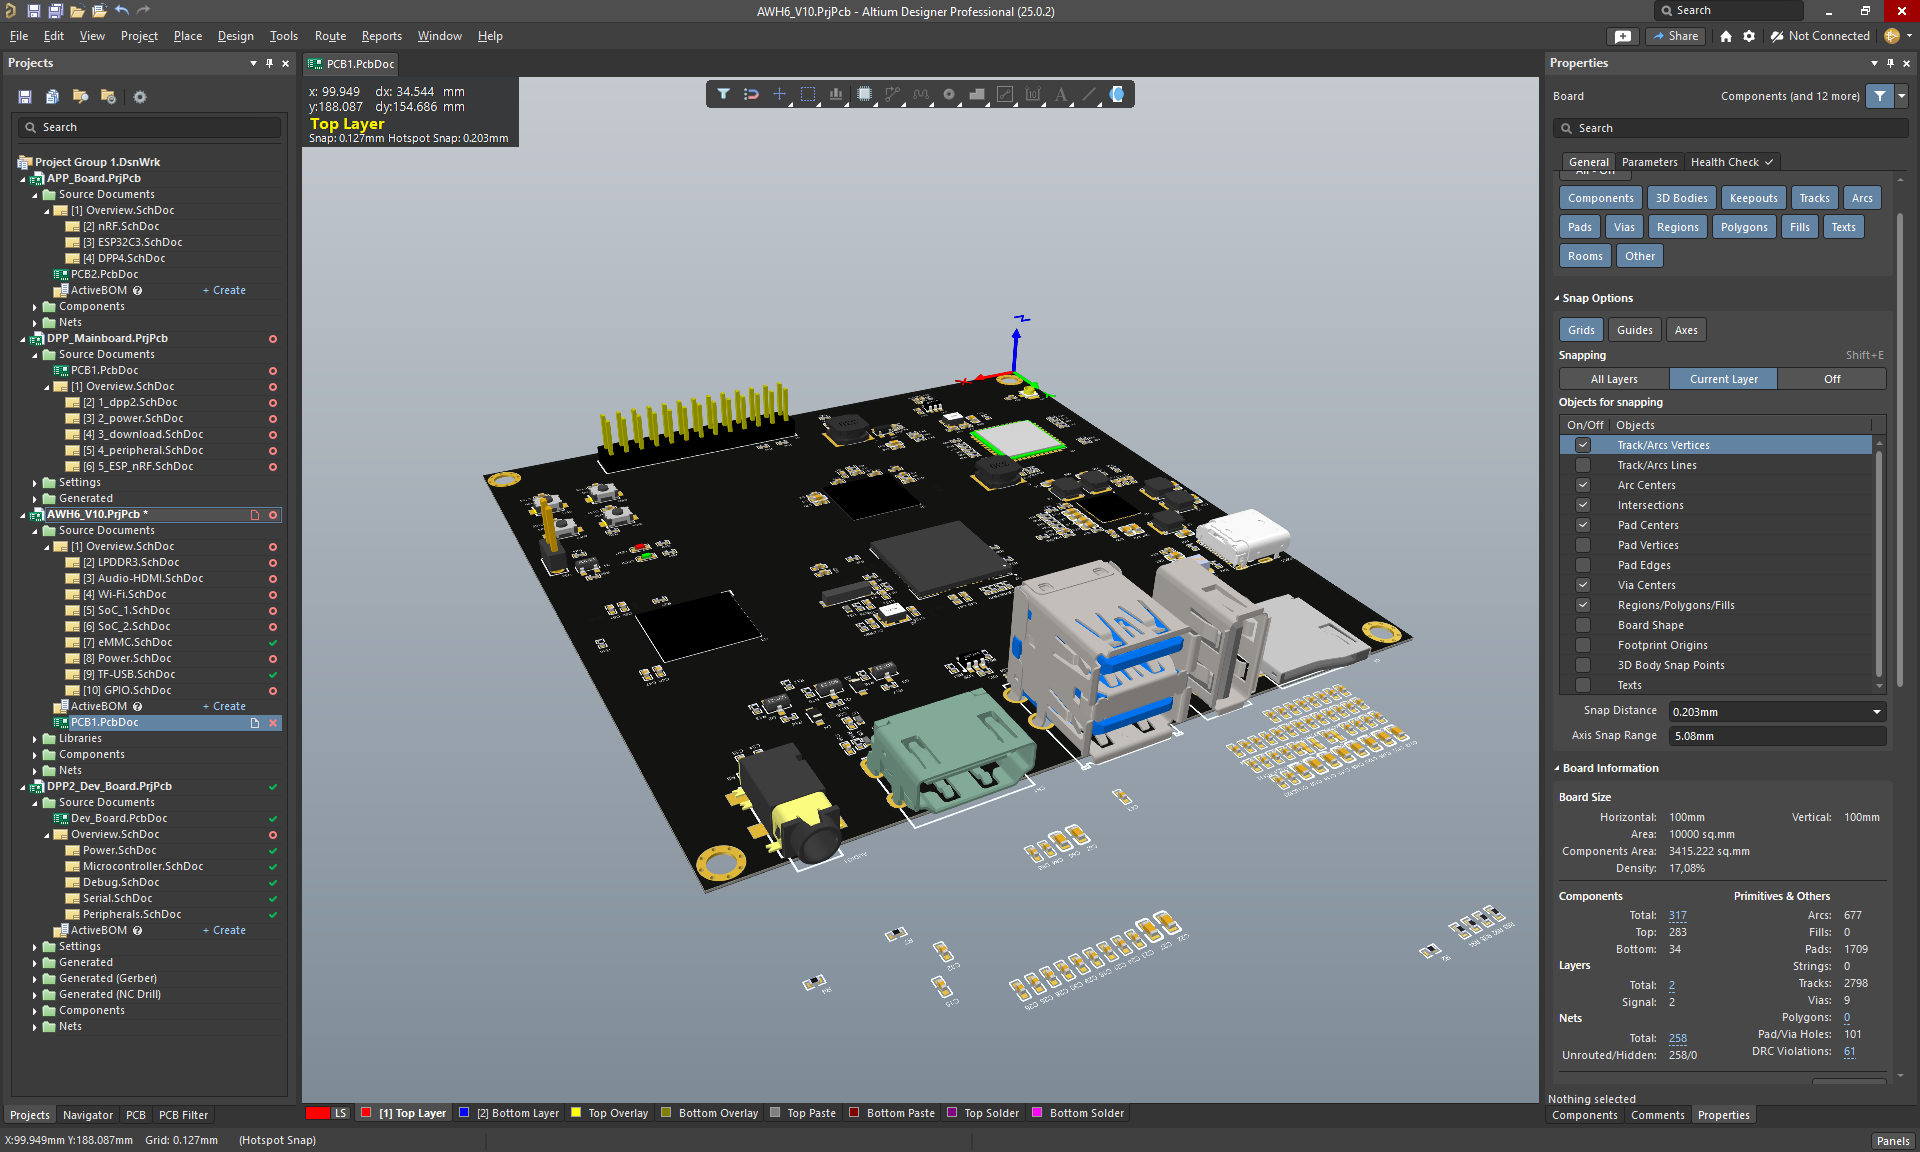 AWH6_V10.PrjPcb - Altium Designer Professional (25.0.2)
Search
File Edit View Project Place Design Tools Route Reports Window Help
Share
Not Connected
Projects
Search
Project Group 1.DsnWrk
APP_Board.PrjPcb
Source Documents
[1] Overview.SchDoc
[2] nRF.SchDoc
[3] ESP32C3.SchDoc
[4] DPP4.SchDoc
PCB2.PcbDoc
ActiveBOM + Create
Components
Nets
DPP_Mainboard.PrjPcb
Source Documents
PCB1.PcbDoc
[1] Overview.SchDoc
[2] 1_dpp2.SchDoc
[3] 2_power.SchDoc
[4] 3_download.SchDoc
[5] 4_peripheral.SchDoc
[6] 5_ESP_nRF.SchDoc
Settings
Generated
AWH6_V10.PrjPcb *
Source Documents
[1] Overview.SchDoc
[2] LPDDR3.SchDoc
[3] Audio-HDMI.SchDoc
[4] Wi-Fi.SchDoc
[5] SoC_1.SchDoc
[6] SoC_2.SchDoc
[7] eMMC.SchDoc
[8] Power.SchDoc
[9] TF-USB.SchDoc
[10] GPIO.SchDoc
ActiveBOM + Create
PCB1.PcbDoc
Libraries
Components
Nets
DPP2_Dev_Board.PrjPcb
Source Documents
Dev_Board.PcbDoc
Overview.SchDoc
Power.SchDoc
Microcontroller.SchDoc
Debug.SchDoc
Serial.SchDoc
Peripherals.SchDoc
ActiveBOM + Create
Settings
Generated
Generated (Gerber)
Generated (NC Drill)
Components
Nets
Projects Navigator PCB PCB Filter
PCB1.PcbDoc
x: 99.949 dx: 34.544 mm
y:188.087 dy:154.686 mm
Top Layer
Snap: 0.127mm Hotspot Snap: 0.203mm
Z
X
LS [1] Top Layer [2] Bottom Layer Top Overlay Bottom Overlay Top Paste Bottom Paste Top Solder Bottom Solder
Properties
Board Components (and 12 more)
Search
General Parameters Health Check
All - On
Components 3D Bodies Keepouts Tracks Arcs
Pads Vias Regions Polygons Fills Texts
Rooms Other
Snap Options
Grids Guides Axes
Snapping Shift+E
All Layers Current Layer Off
Objects for snapping
On/Off Objects
Track/Arcs Vertices
Track/Arcs Lines
Arc Centers
Intersections
Pad Centers
Pad Vertices
Pad Edges
Via Centers
Regions/Polygons/Fills
Board Shape
Footprint Origins
3D Body Snap Points
Texts
Snap Distance 0.203mm
Axis Snap Range 5.08mm
Board Information
Board Size
Horizontal: 100mm Vertical: 100mm
Area: 10000 sq.mm
Components Area: 3415.222 sq.mm
Density: 17,08%
Components Primitives & Others
Total: 317 Arcs: 677
Top: 283 Fills: 0
Bottom: 34 Pads: 1709
Layers Strings: 0
Total: 2 Tracks: 2798
Signal: 2 Vias: 9
Nets Polygons: 0
Total: 258 Pad/Via Holes: 101
Unrouted/Hidden: 258/0 DRC Violations: 61
Nothing selected
Components Comments Properties
X:99.949mm Y:188.087mm Grid: 0.127mm (Hotspot Snap)
Panels